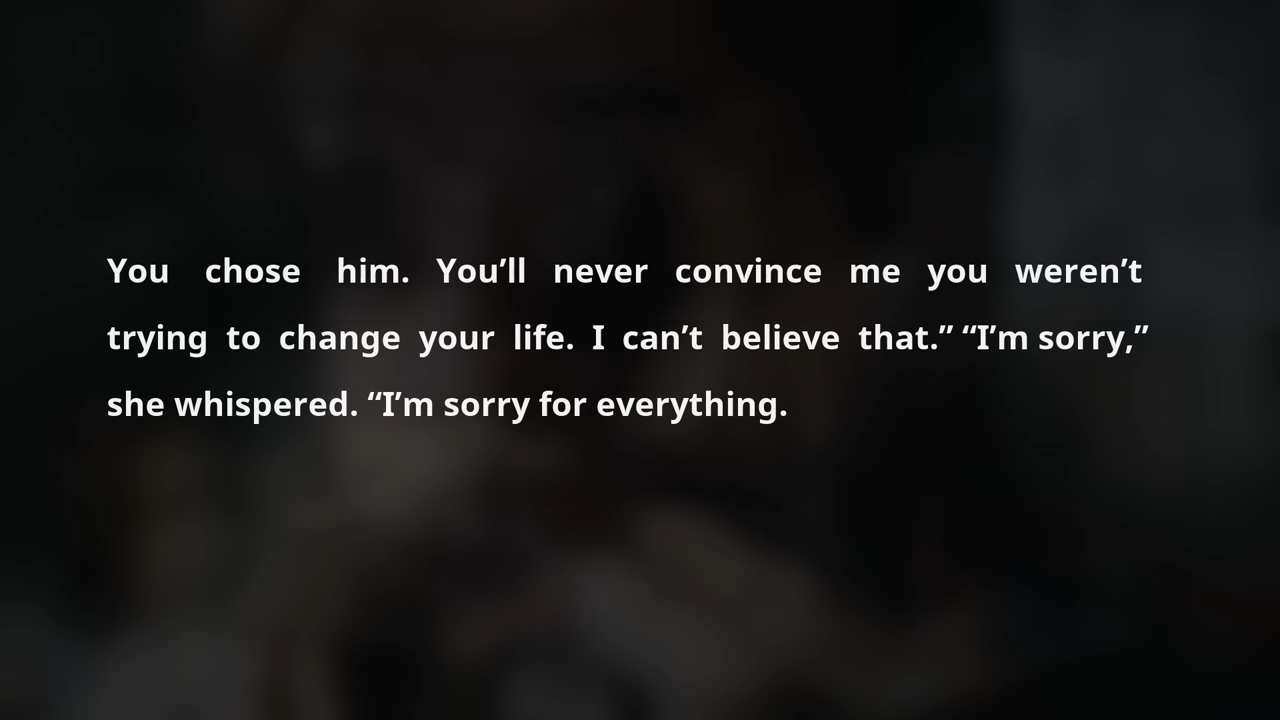 You chose him. You’ll never convince me you weren’t
trying to change your life. I can’t believe that.” “I’m sorry,”
she whispered. “I’m sorry for everything.